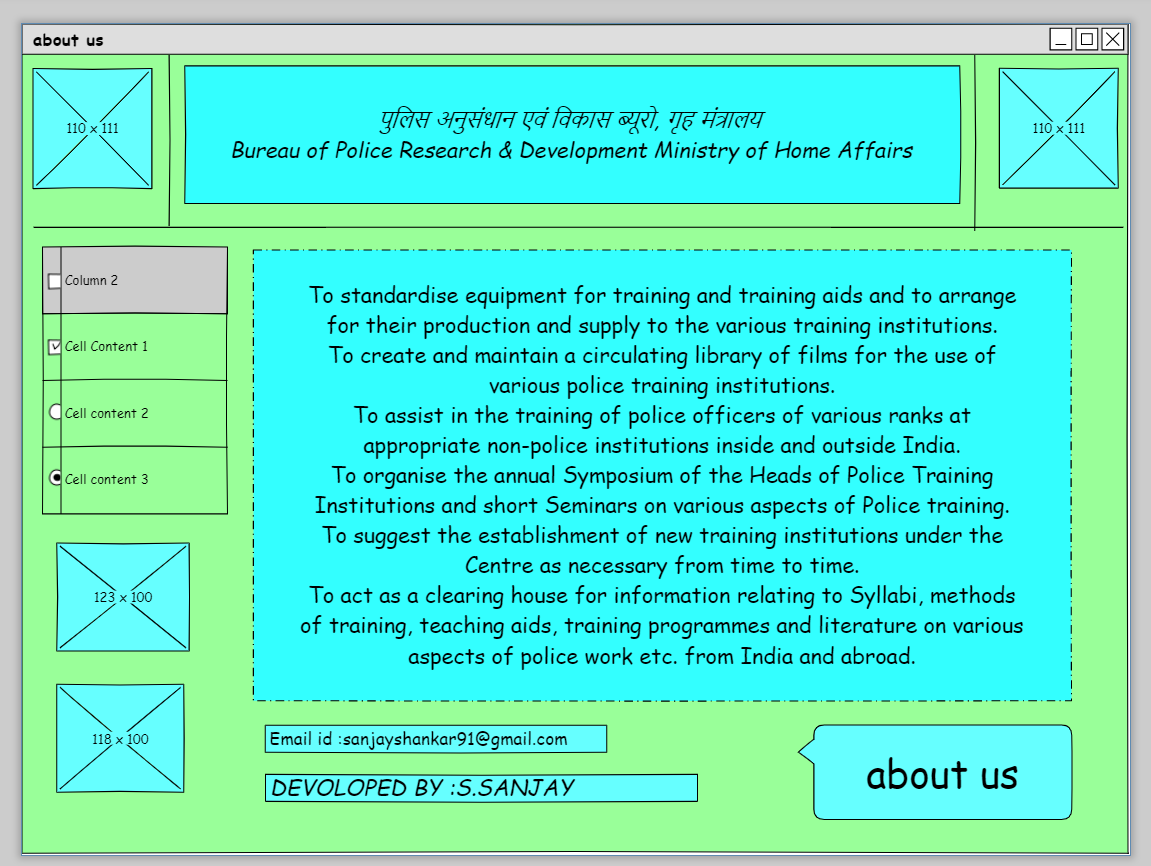 about us
110 x 111
पुलिस अनुसंधान एवं विकास ब्यूरो, गृह मंत्रालय
Bureau of Police Research & Development Ministry of Home Affairs
110 x 111
Column 2
Cell Content 1
Cell content 2
Cell content 3
To standardise equipment for training and training aids and to arrange
for their production and supply to the various training institutions.
To create and maintain a circulating library of films for the use of
various police training institutions.
To assist in the training of police officers of various ranks at
appropriate non-police institutions inside and outside India.
To organise the annual Symposium of the Heads of Police Training
Institutions and short Seminars on various aspects of Police training.
To suggest the establishment of new training institutions under the
Centre as necessary from time to time.
To act as a clearing house for information relating to Syllabi, methods
of training, teaching aids, training programmes and literature on various
aspects of police work etc. from India and abroad.
123 x 100
118 x 100
Email id :sanjayshankar91@gmail.com
DEVOLOPED BY :S.SANJAY
about us